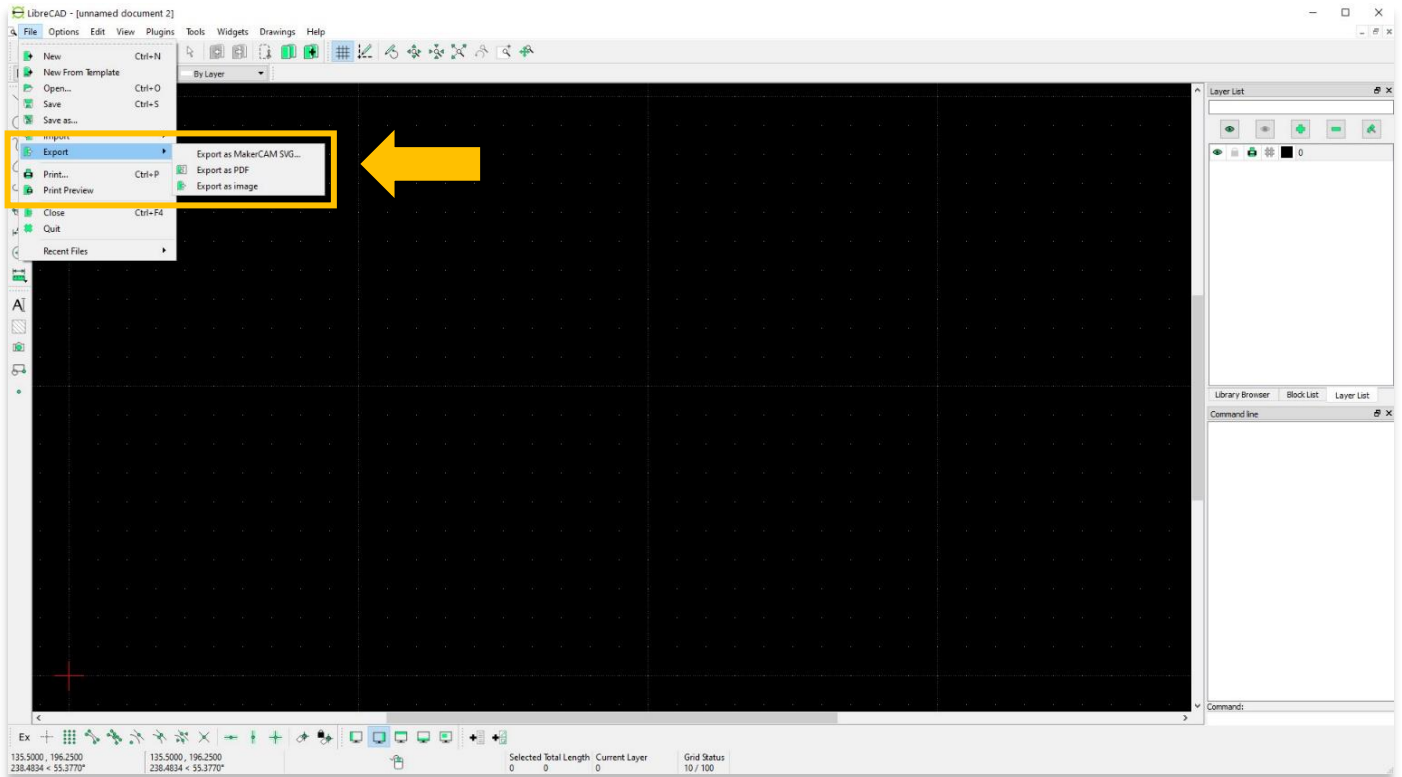 LibreCAD - [unnamed document 2]
File Options Edit View Plugins Tools Widgets Drawings Help
New Ctrl+N
New From Template
By Layer
Open... Ctrl+O
Save Ctrl+S
Save as...
Import
Export
Export as MakerCAM SVG...
Export as PDF
Export as image
Print... Ctrl+P
Print Preview
Close Ctrl+F4
Quit
Recent Files
A
Layer List
0
Library Browser Block List Layer List
Command line
Command:
Ex
135.5000 , 196.2500
238.4834 < 55.3770°
135.5000 , 196.2500
238.4834 < 55.3770°
Selected Total Length Current Layer Grid Status
0 0 0 10 / 100